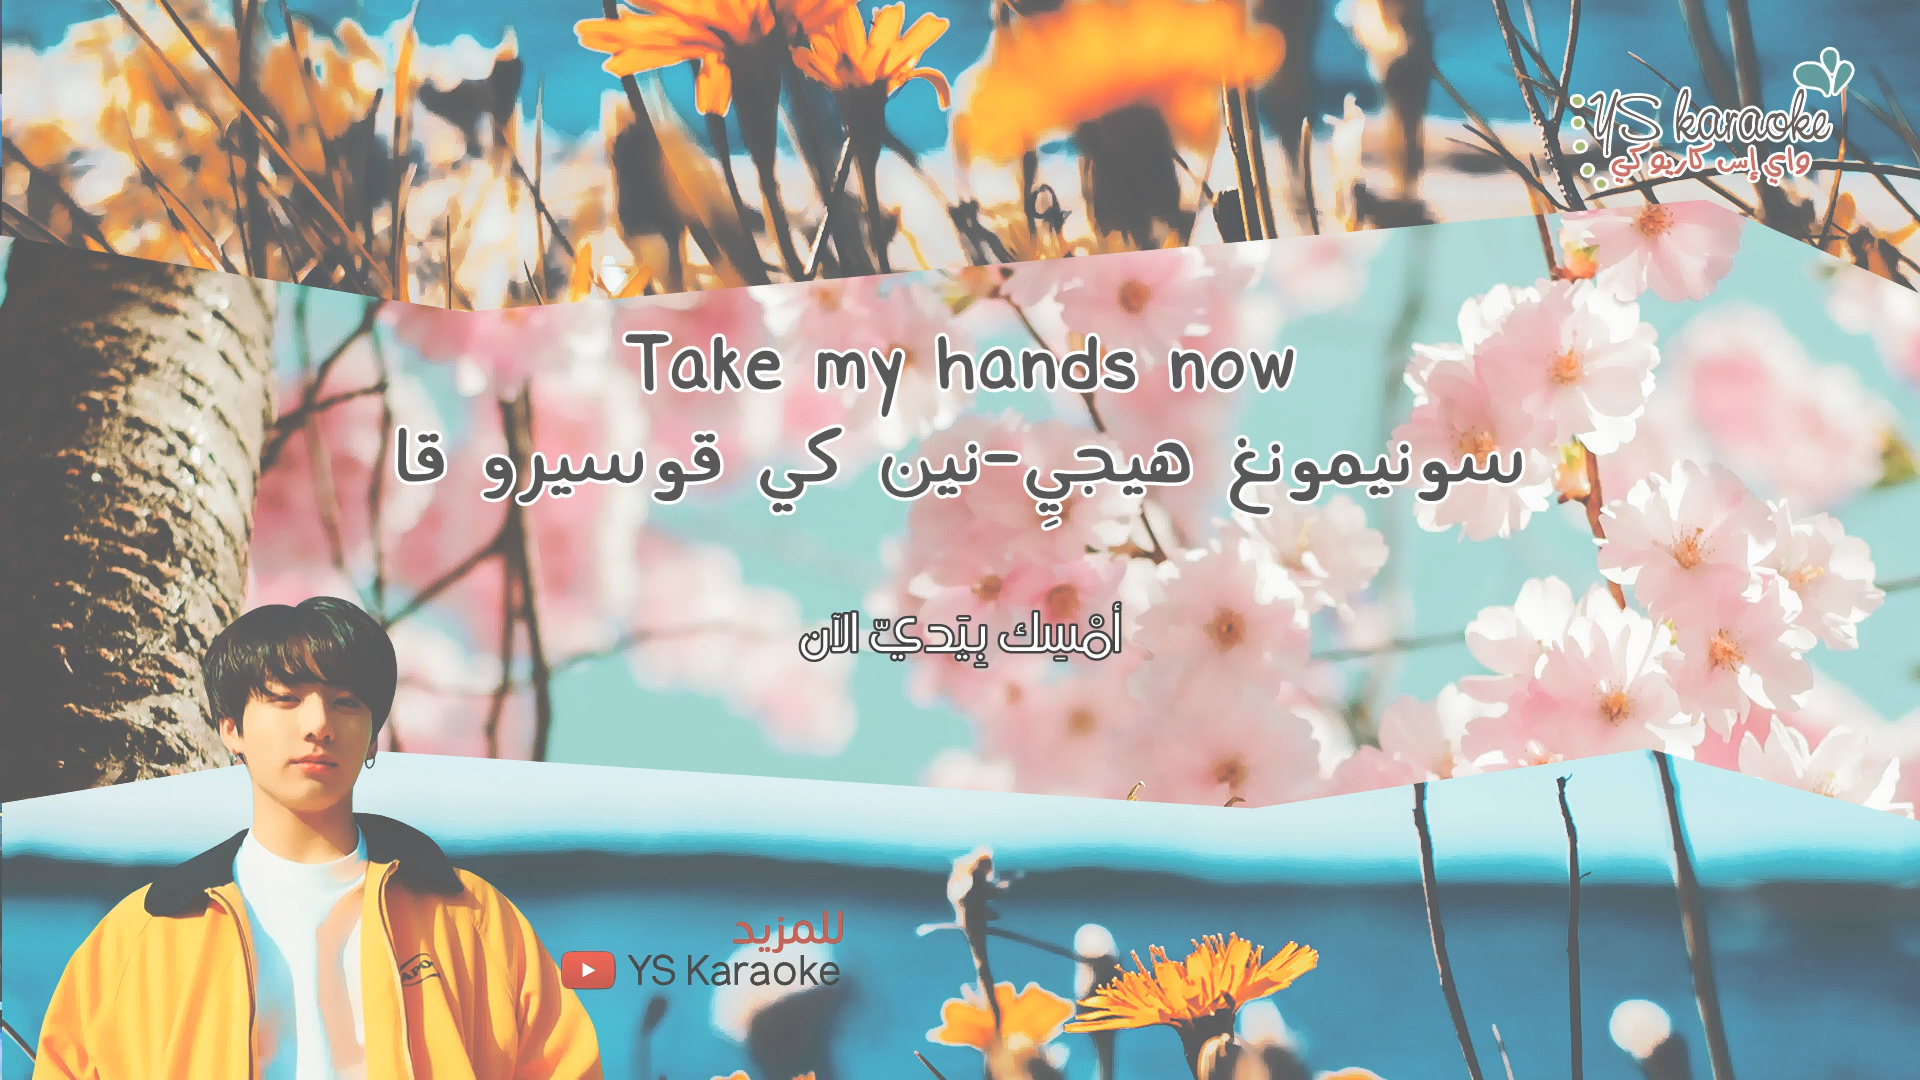 YS karaoke
واي إس كاريوكي
Take my hands now
سونيمونغ هيجيِ-نين كي قوسيرو قا
أمْسِك بِيَديّ الآن
للمزيد
YS Karaoke